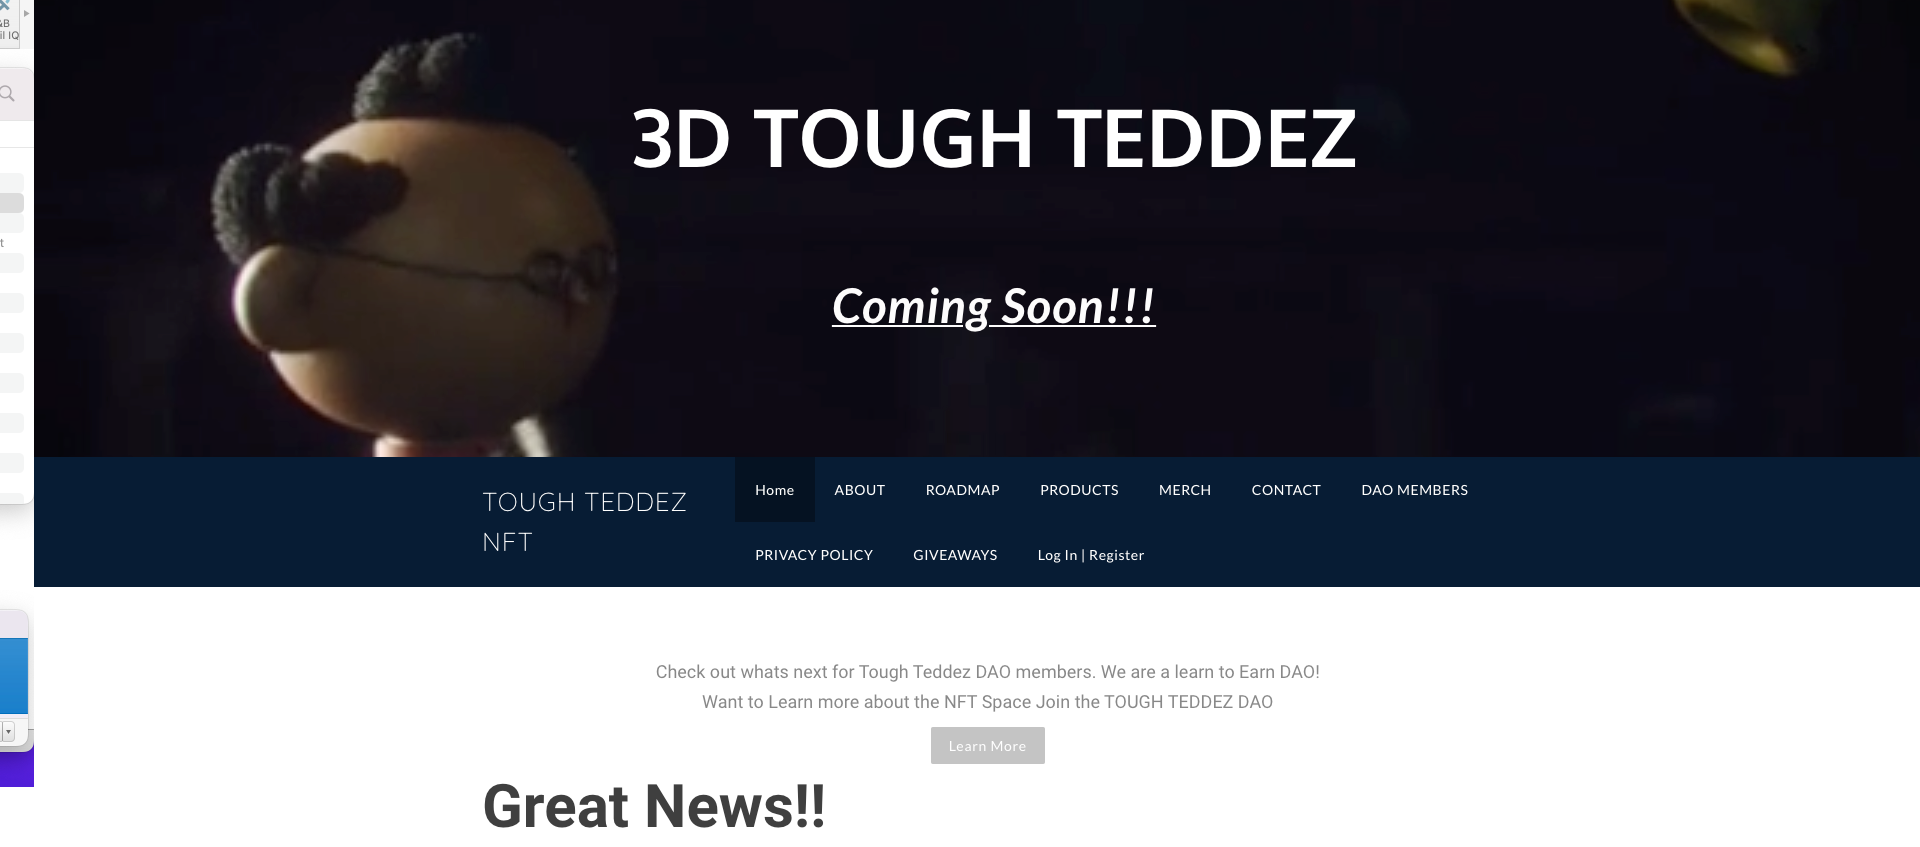 &B
il IQ
t
3D TOUGH TEDDEZ
Coming Soon!!!
TOUGH TEDDEZ
NFT
Home ABOUT ROADMAP PRODUCTS MERCH CONTACT DAO MEMBERS
PRIVACY POLICY GIVEAWAYS Log In | Register
Check out whats next for Tough Teddez DAO members. We are a learn to Earn DAO!
Want to Learn more about the NFT Space Join the TOUGH TEDDEZ DAO
Learn More
Great News!!